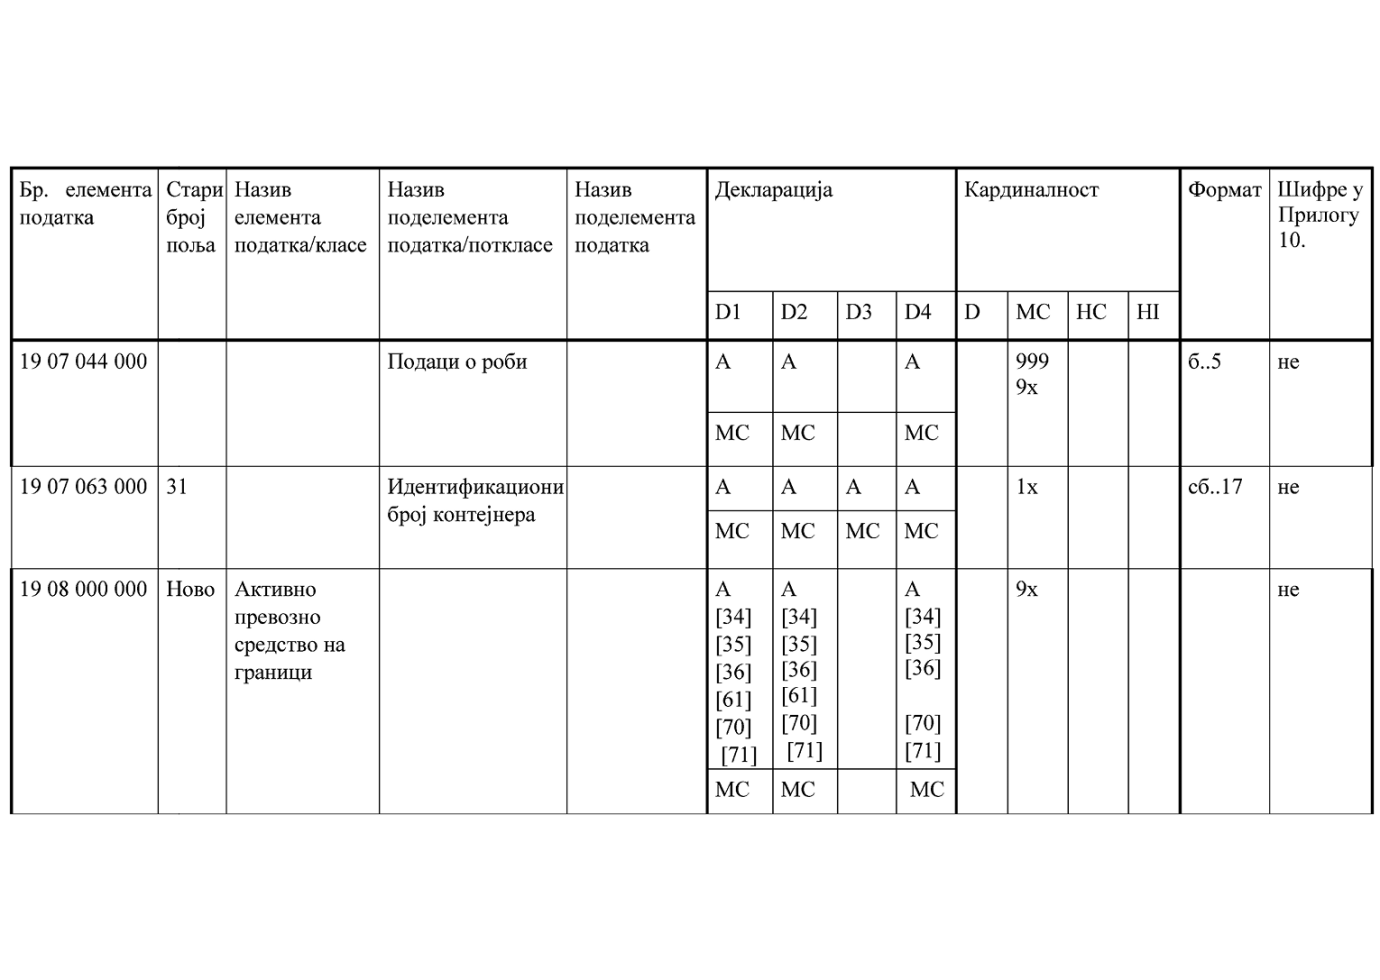 Бр. елемента податка
Стари број поља
Назив елемента податка/класе
Назив поделемента податка/поткласе
Назив поделемента податка
Декларација
Кардиналност
Формат
Шифре у Прилогу 10.
D1 D2 D3 D4 D MC HC HI
19 07 044 000 Подаци о роби A A A 999 б..5 не
9x
MC MC MC
19 07 063 000 31 Идентификациони A A A A 1x сб..17 не
број контејнера
MC MC MC MC
19 08 000 000 Ново Активно A A A 9x не
превозно [34] [34] [34]
средство на [35] [35] [35]
граници [36] [36] [36]
[61] [61]
[70] [70] [70]
[71] [71] [71]
MC MC MC